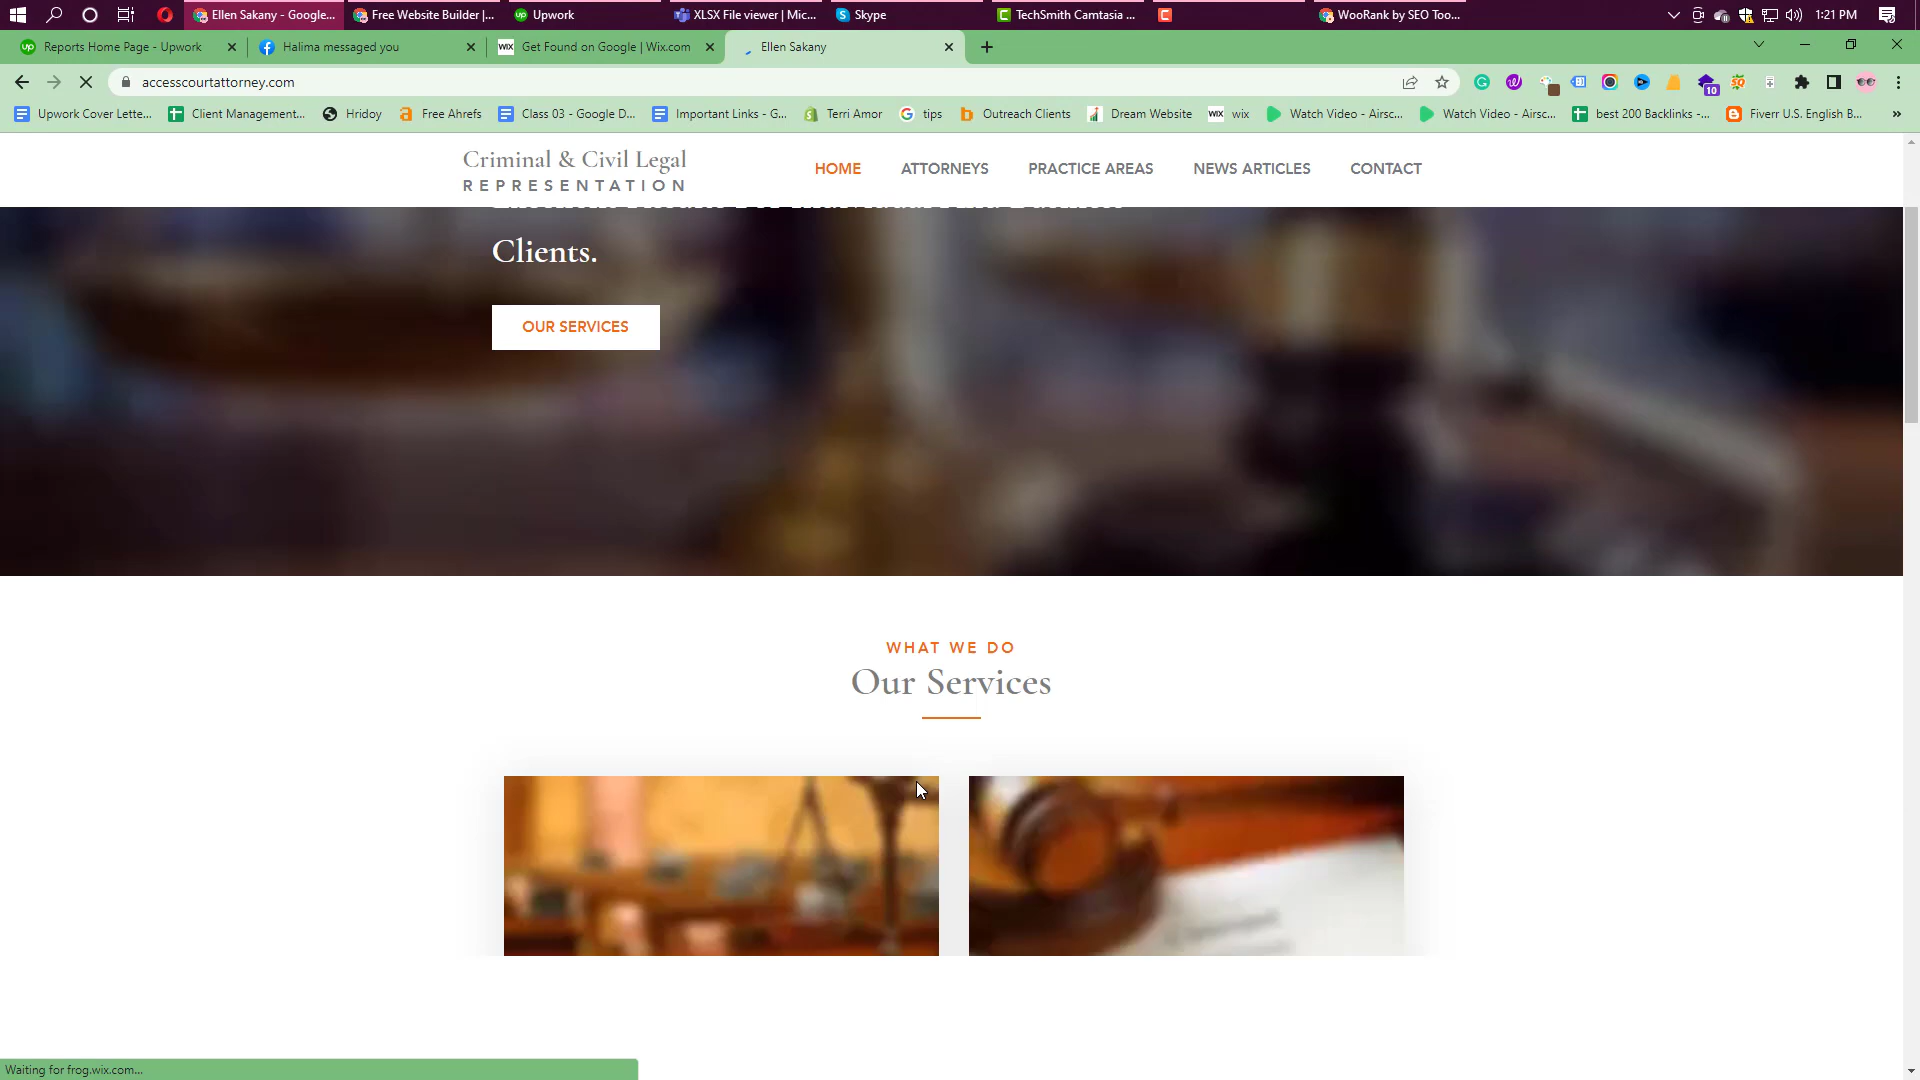 Ellen Sakany - Google...
Free Website Builder |...
Upwork
XLSX File viewer | Mic...
Skype
TechSmith Camtasia ...
WooRank by SEO Too...
1:21 PM
Reports Home Page - Upwork
Halima messaged you
WIX
Get Found on Google | Wix.com
Ellen Sakany
accesscourtattorney.com
10
Upwork Cover Lette...
Client Management...
Hridoy
Free Ahrefs
Class 03 - Google D...
Important Links - G...
Terri Amor
tips
Outreach Clients
Dream Website
WIX
wix
Watch Video - Airsc...
Watch Video - Airsc...
best 200 Backlinks -...
Fiverr U.S. English B...
Criminal & Civil Legal
REPRESENTATION
HOME
ATTORNEYS
PRACTICE AREAS
NEWS ARTICLES
CONTACT
Clients.
OUR SERVICES
WHAT WE DO
Our Services
Waiting for frog.wix.com...